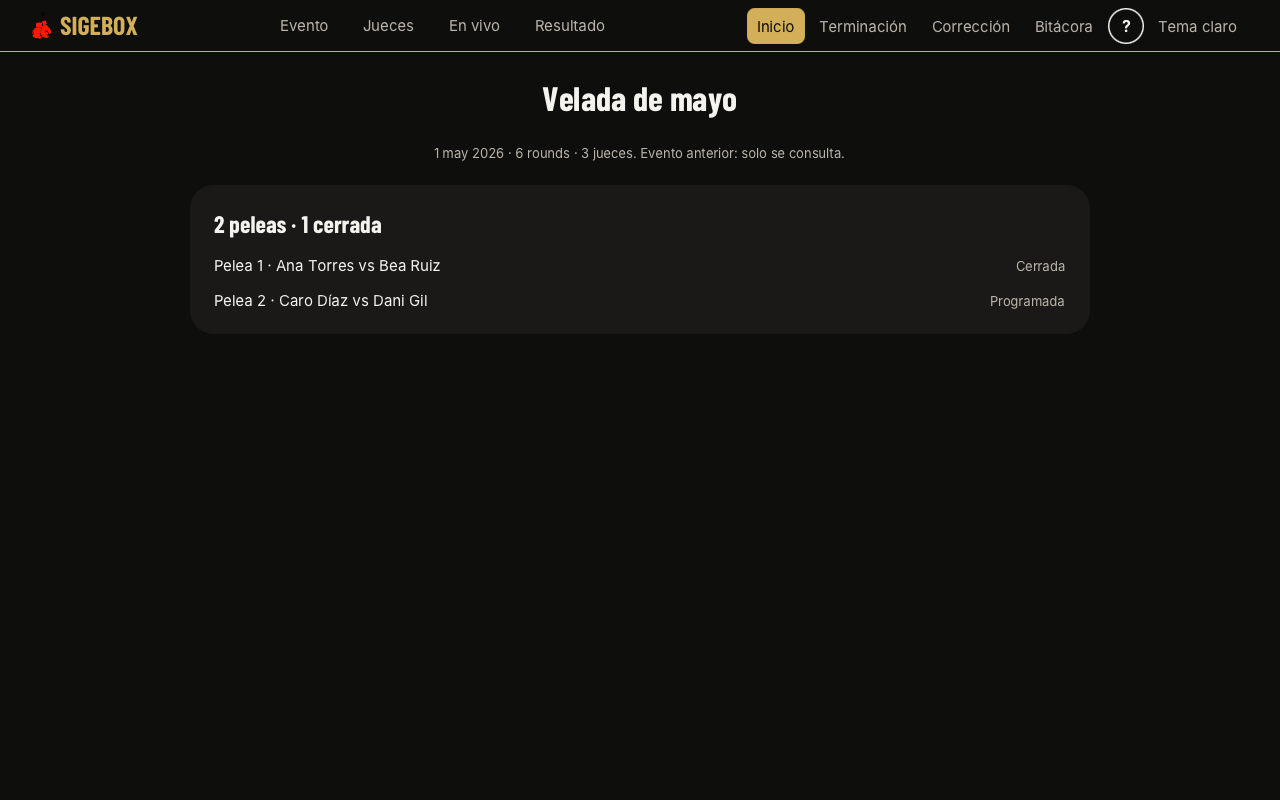 SIGEBOX
Evento
Jueces
En vivo
Resultado
Inicio
Terminación
Corrección
Bitácora
?
Tema claro
Velada de mayo
1 may 2026 · 6 rounds · 3 jueces. Evento anterior: solo se consulta.
2 peleas · 1 cerrada
Pelea 1 · Ana Torres vs Bea Ruiz
Cerrada
Pelea 2 · Caro Díaz vs Dani Gil
Programada